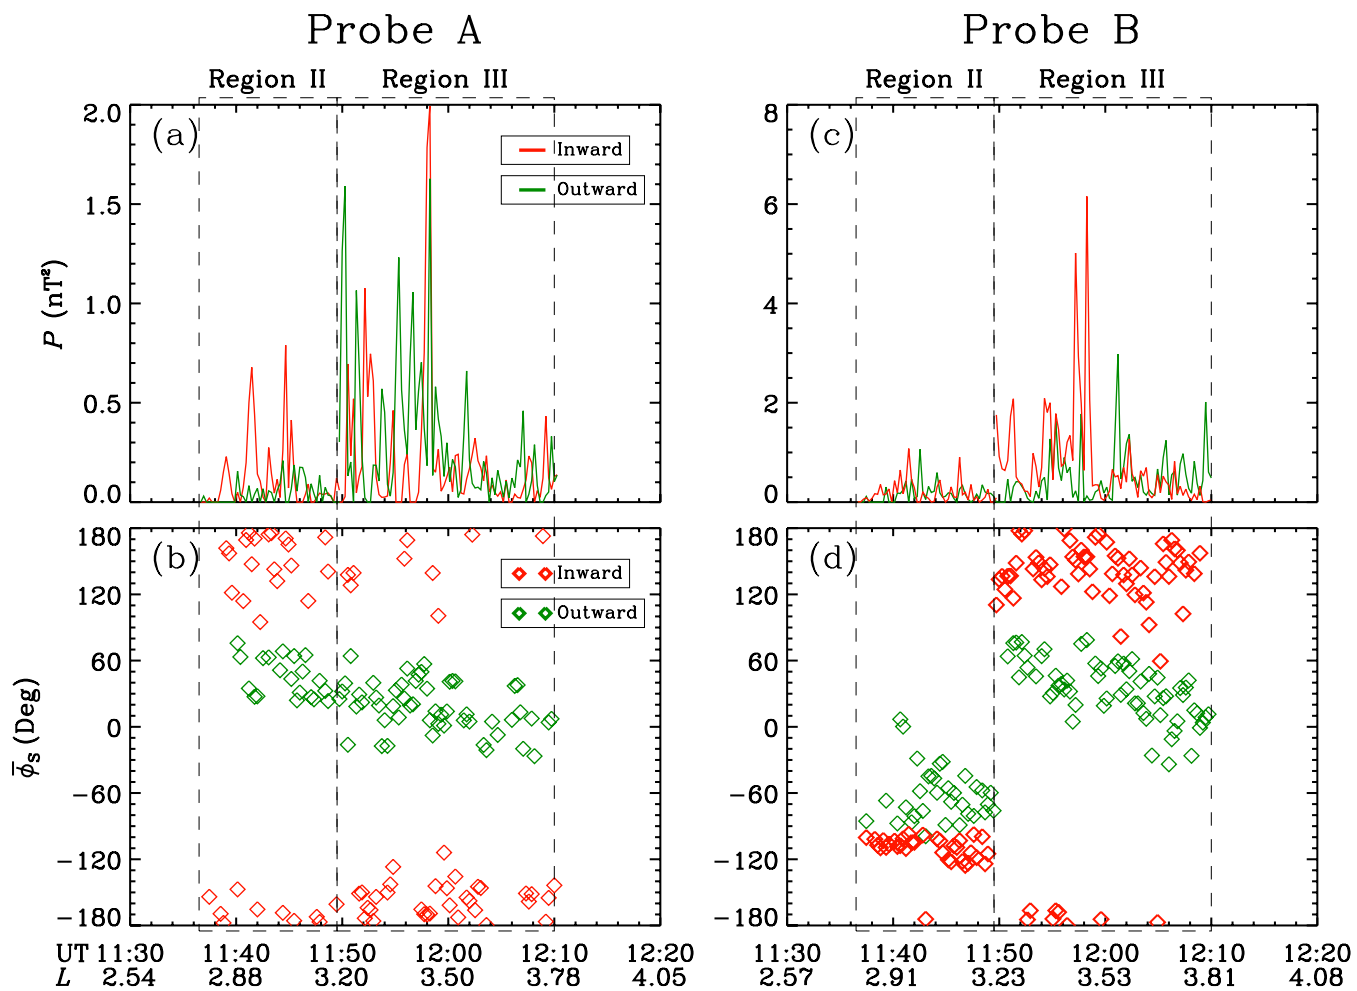 Probe A Probe B
Region II Region III Region II Region III
(a) (c)
2.0
1.5
1.0
0.5
0.0
P (nT²)
Inward
Outward
8
6
4
2
0
(b) (d)
180
120
60
0
−60
−120
−180
ϕ̄S (Deg)
Inward
Outward
180
120
60
0
−60
−120
−180
UT 11:30 11:40 11:50 12:00 12:10 12:20 11:30 11:40 11:50 12:00 12:10 12:20
L 2.54 2.88 3.20 3.50 3.78 4.05 2.57 2.91 3.23 3.53 3.81 4.08